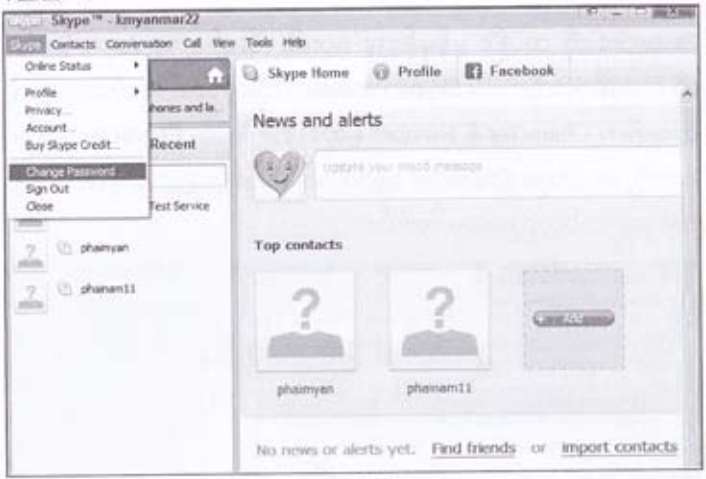 Skype™ - kmyanmar22
Skype Contacts Conversation Call View Tools Help
Online Status
Profile
Privacy...
Account...
Buy Skype Credit...
Change Password...
Sign Out
Close
hones and la...
Recent
Test Service
phaimyan
phainam11
Skype Home
Profile
Facebook
News and alerts
Update your mood message
Top contacts
phaimyan
phainam11
ADD
No news or alerts yet. Find friends or import contacts